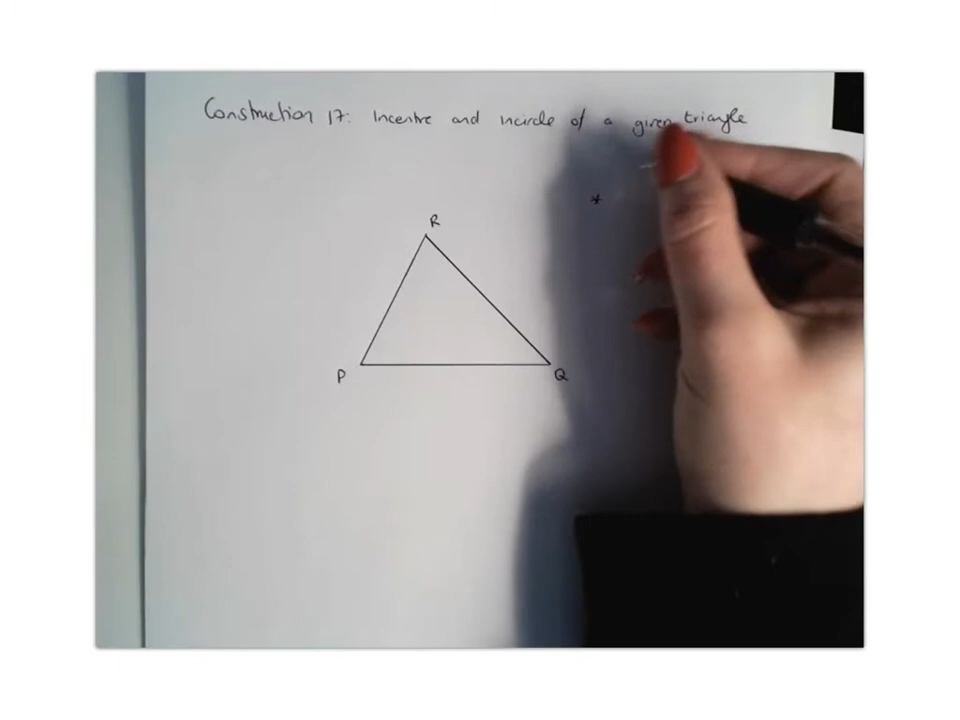 Construction 17: Incentre and incircle of a given triangle
*
R
P
Q